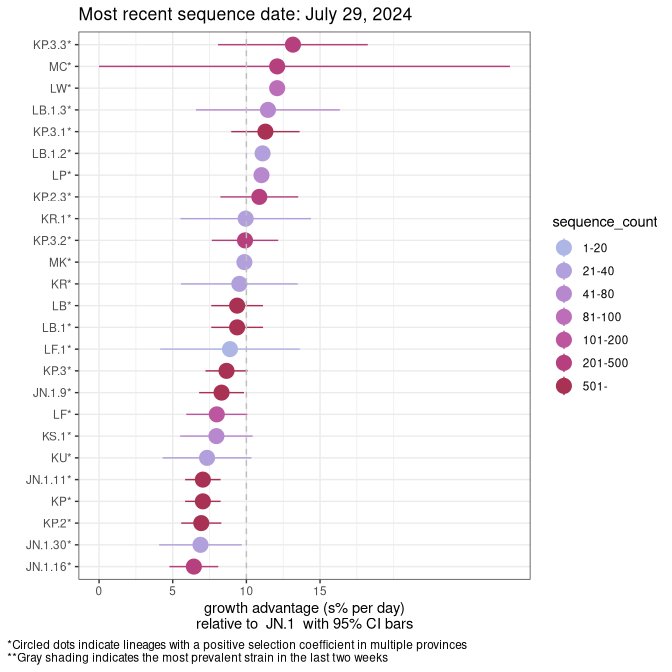 Most recent sequence date: July 29, 2024
KP.3.3*
MC*
LW*
LB.1.3*
KP.3.1*
LB.1.2*
LP*
KP.2.3*
KR.1*
KP.3.2*
MK*
KR*
LB*
LB.1*
LF.1*
KP.3*
JN.1.9*
LF*
KS.1*
KU*
JN.1.11*
KP*
KP.2*
JN.1.30*
JN.1.16*
0 5 10 15
growth advantage (s% per day)
relative to JN.1 with 95% CI bars
sequence_count
1-20
21-40
41-80
81-100
101-200
201-500
501-
*Circled dots indicate lineages with a positive selection coefficient in multiple provinces
**Gray shading indicates the most prevalent strain in the last two weeks